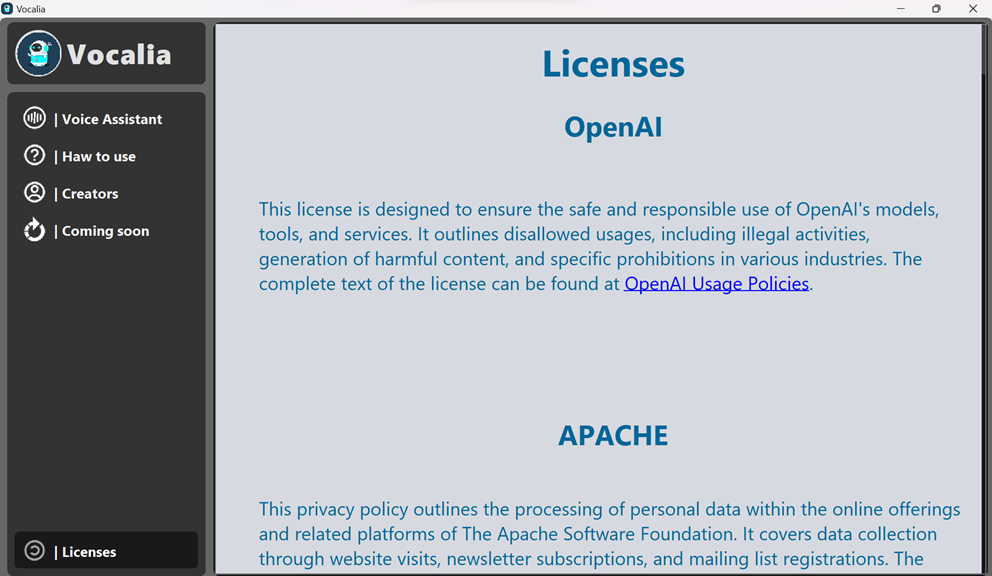 Vocalia
Vocalia
| Voice Assistant
| Haw to use
| Creators
| Coming soon
| Licenses
Licenses
OpenAI
This license is designed to ensure the safe and responsible use of OpenAI's models,
tools, and services. It outlines disallowed usages, including illegal activities,
generation of harmful content, and specific prohibitions in various industries. The
complete text of the license can be found at OpenAI Usage Policies.
APACHE
This privacy policy outlines the processing of personal data within the online offerings
and related platforms of The Apache Software Foundation. It covers data collection
through website visits, newsletter subscriptions, and mailing list registrations. The